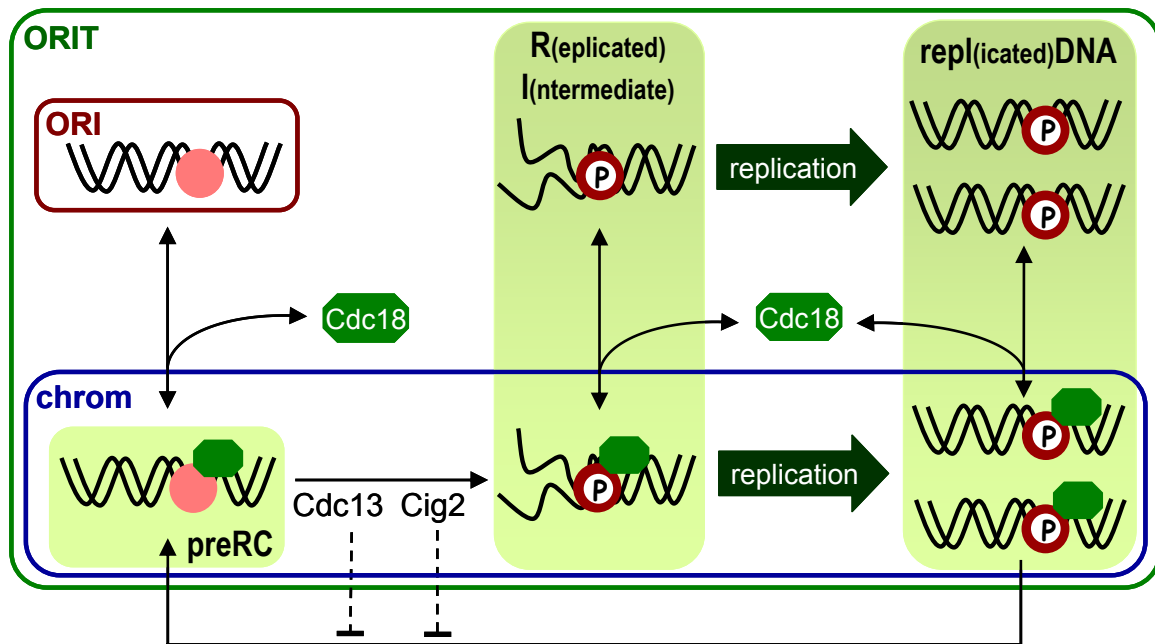 ORIT
R(eplicated)
I(ntermediate)
repl(icated)DNA
ORI
P
replication
P
P
Cdc18
Cdc18
chrom
preRC
Cdc13 Cig2
P
replication
P
P